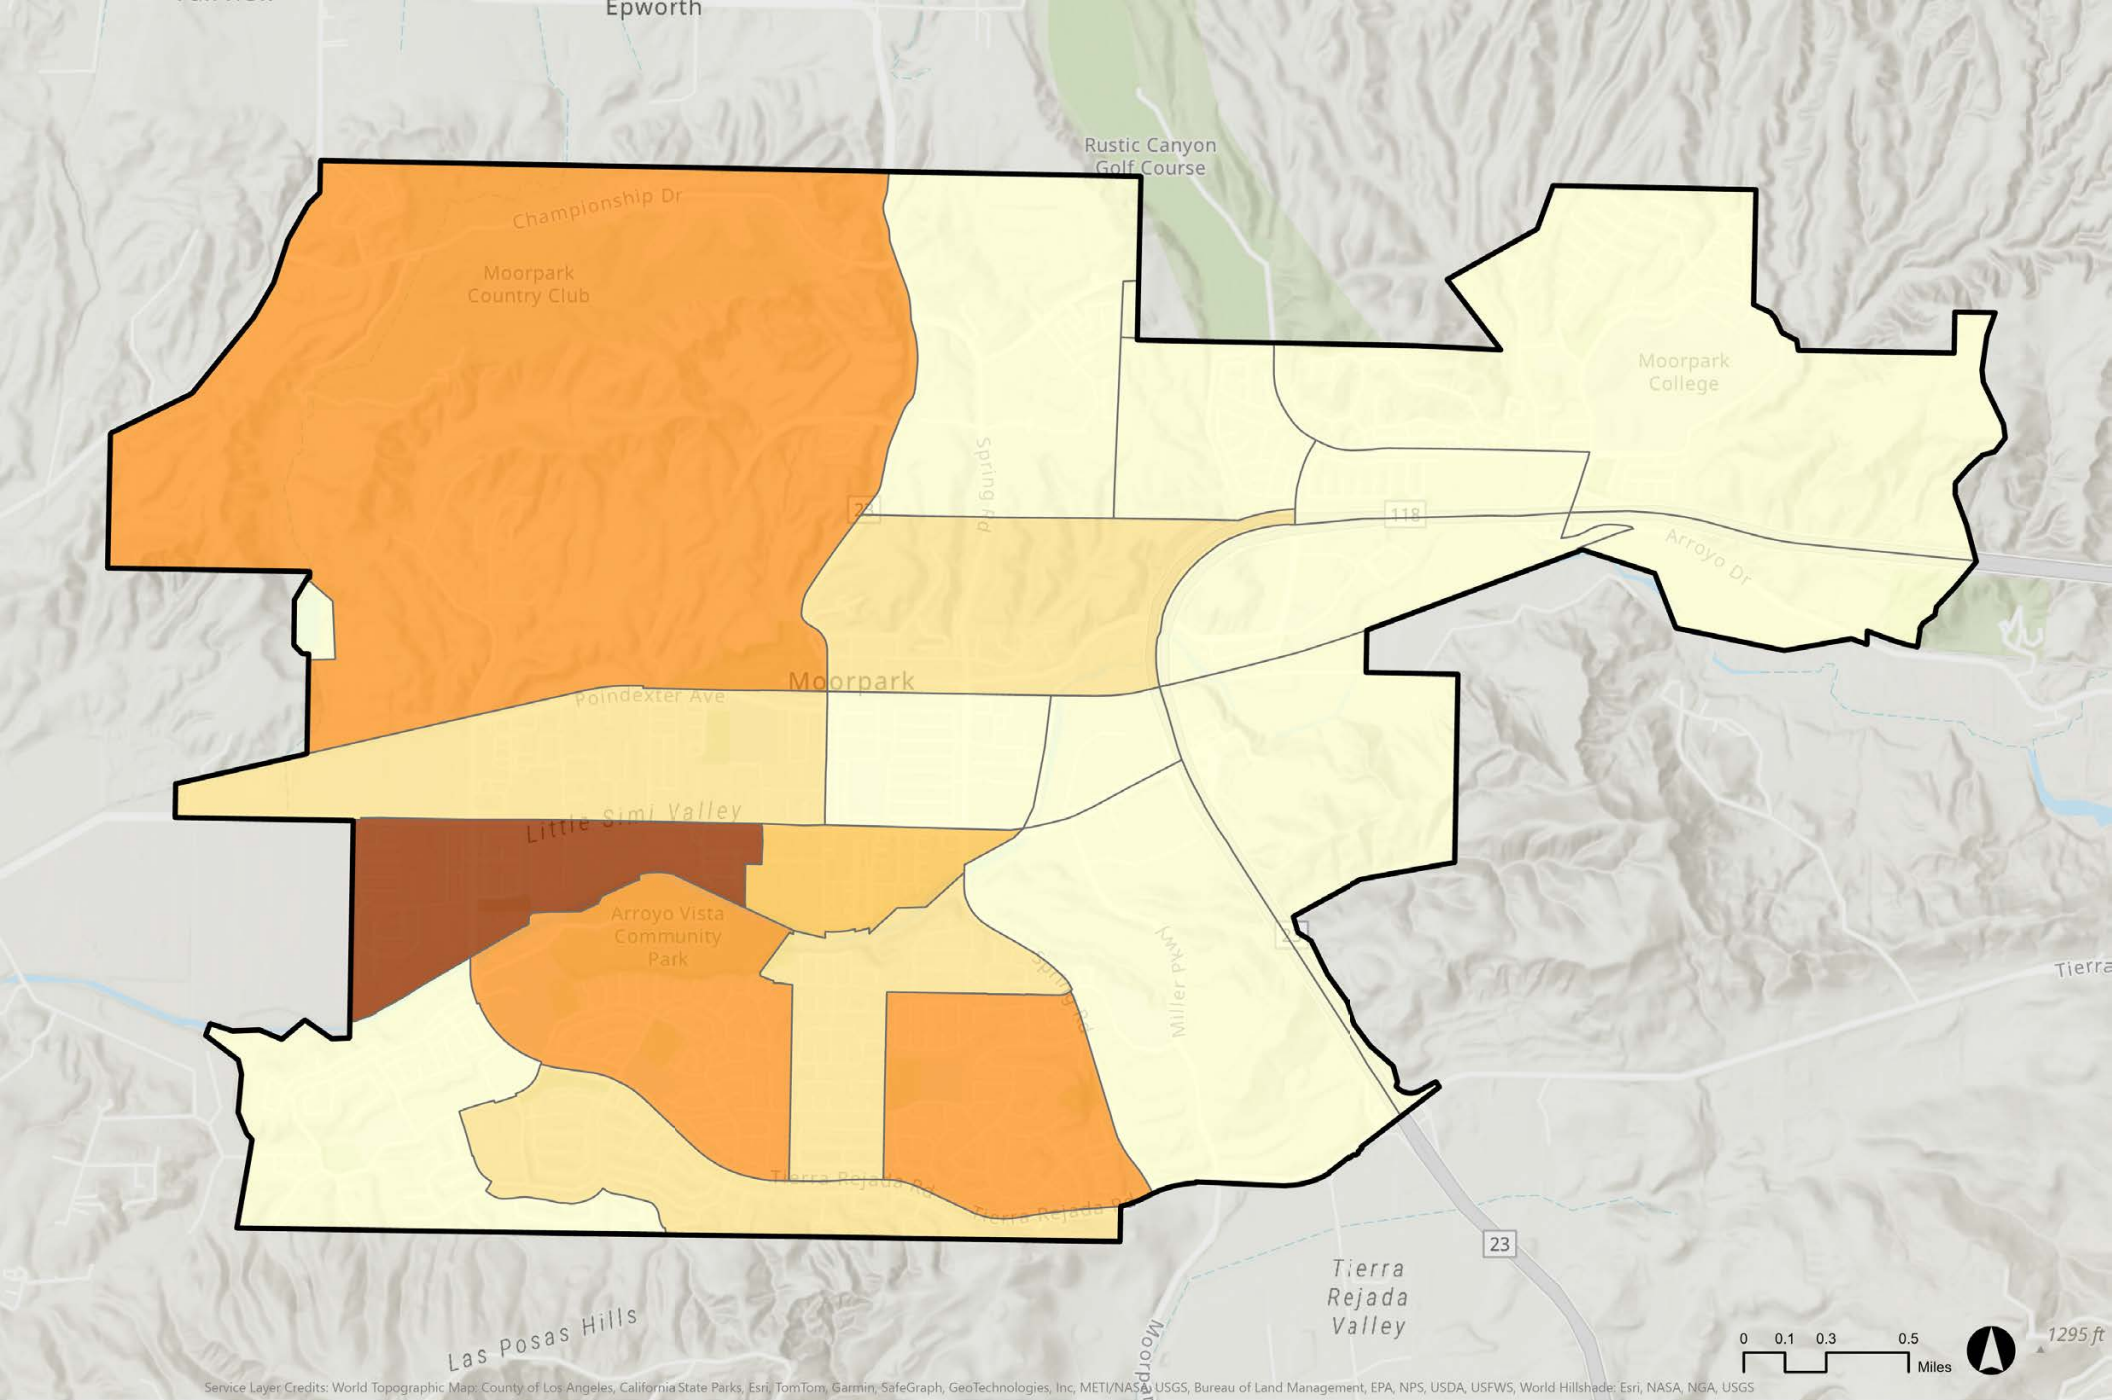 Epworth
Rustic Canyon
Golf Course
Championship Dr
Moorpark
Country Club
Moorpark
College
Spring Rd
23
118
Arroyo Dr
Moorpark
Poindexter Ave
Little Simi Valley
Arroyo Vista
Community
Park
Spring Rd
Miller Pkwy
23
Tierra
Tierra Rejada Rd
Tierra Rejada Rd
23
Tierra
Rejada
Valley
Las Posas Hills
Moorpar
0 0.1 0.3 0.5
Miles
1295 ft
Service Layer Credits: World Topographic Map: County of Los Angeles, California State Parks, Esri, TomTom, Garmin, SafeGraph, GeoTechnologies, Inc, METI/NASA, USGS, Bureau of Land Management, EPA, NPS, USDA, USFWS, World Hillshade: Esri, NASA, NGA, USGS